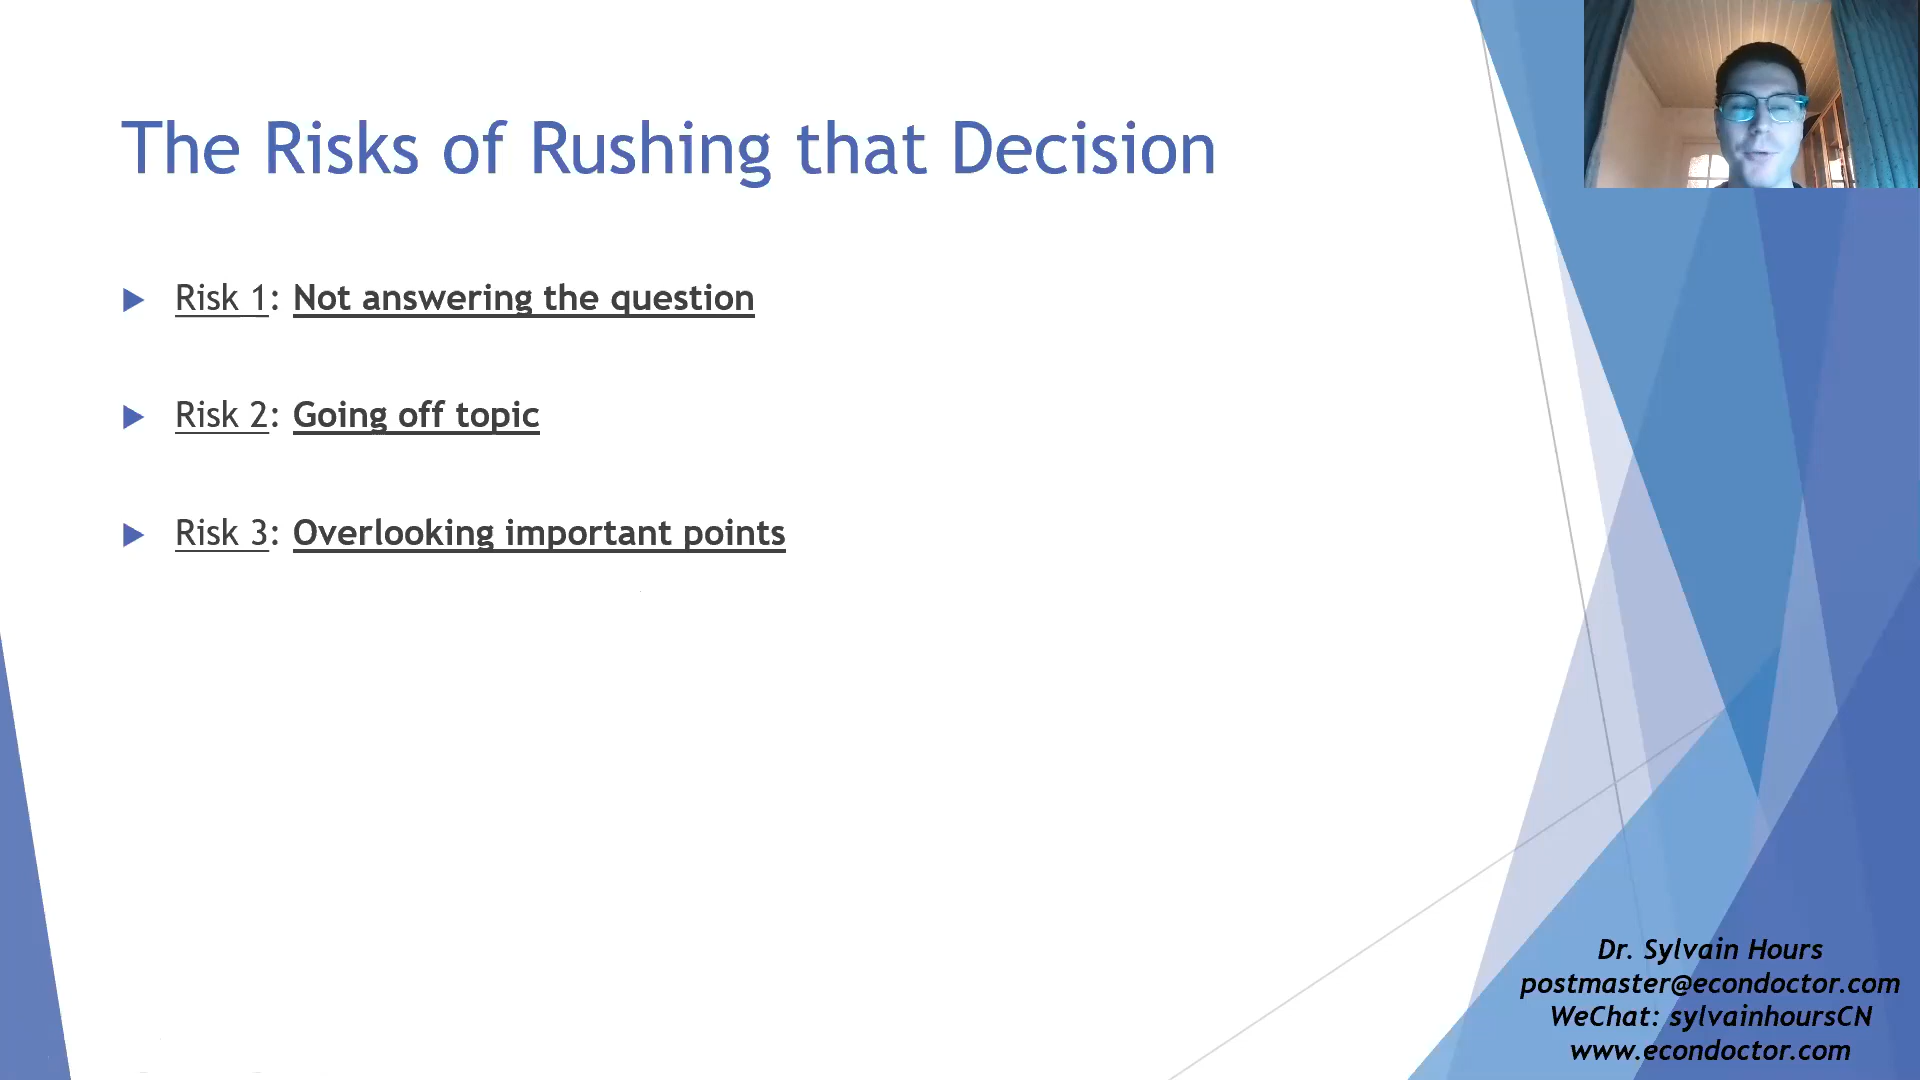 The Risks of Rushing that Decision
Risk 1: Not answering the question
Risk 2: Going off topic
Risk 3: Overlooking important points
Dr. Sylvain Hours
postmaster@econdoctor.com
WeChat: sylvainhoursCN
www.econdoctor.com